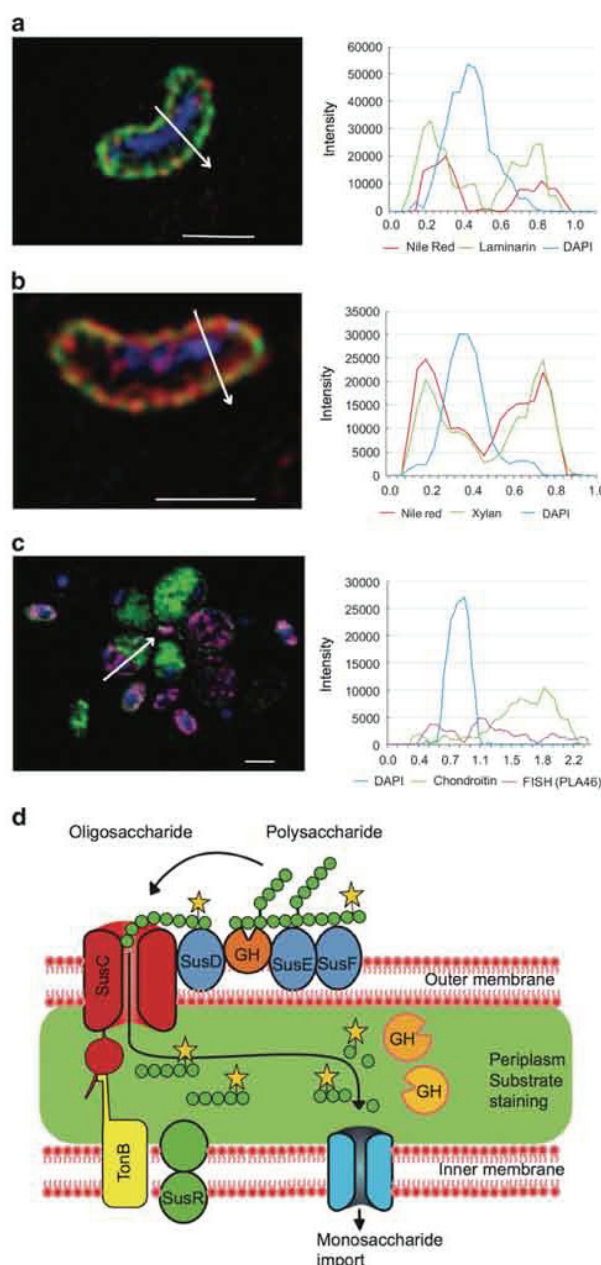 a
60000
50000
40000
30000
20000
10000
0
Intensity
0.0 0.2 0.4 0.6 0.8 1.0
Nile Red Laminarin DAPI
b
35000
30000
25000
20000
15000
10000
5000
0
Intensity
0.0 0.2 0.4 0.6 0.8 1.0
Nile red Xylan DAPI
c
30000
25000
20000
15000
10000
5000
0
Intensity
0.0 0.4 0.7 1.1 1.5 1.8 2.2
DAPI Chondroitin FISH (PLA46)
d
Oligosaccharide Polysaccharide
SusC
SusD
GH
SusE
SusF
Outer membrane
GH
GH
Periplasm
Substrate
staining
TonB
SusR
Inner membrane
Monosaccharide
import